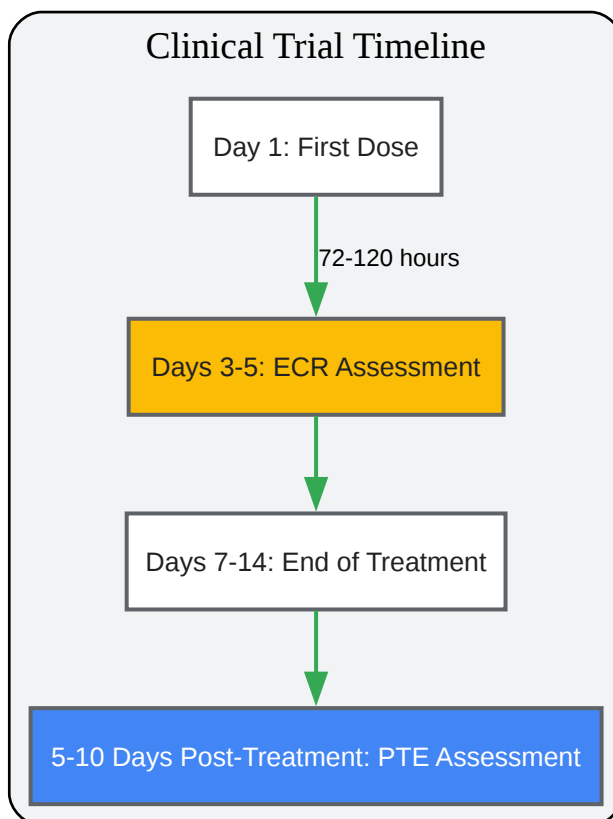 Clinical Trial Timeline
Day 1: First Dose
72-120 hours
Days 3-5: ECR Assessment
Days 7-14: End of Treatment
5-10 Days Post-Treatment: PTE Assessment